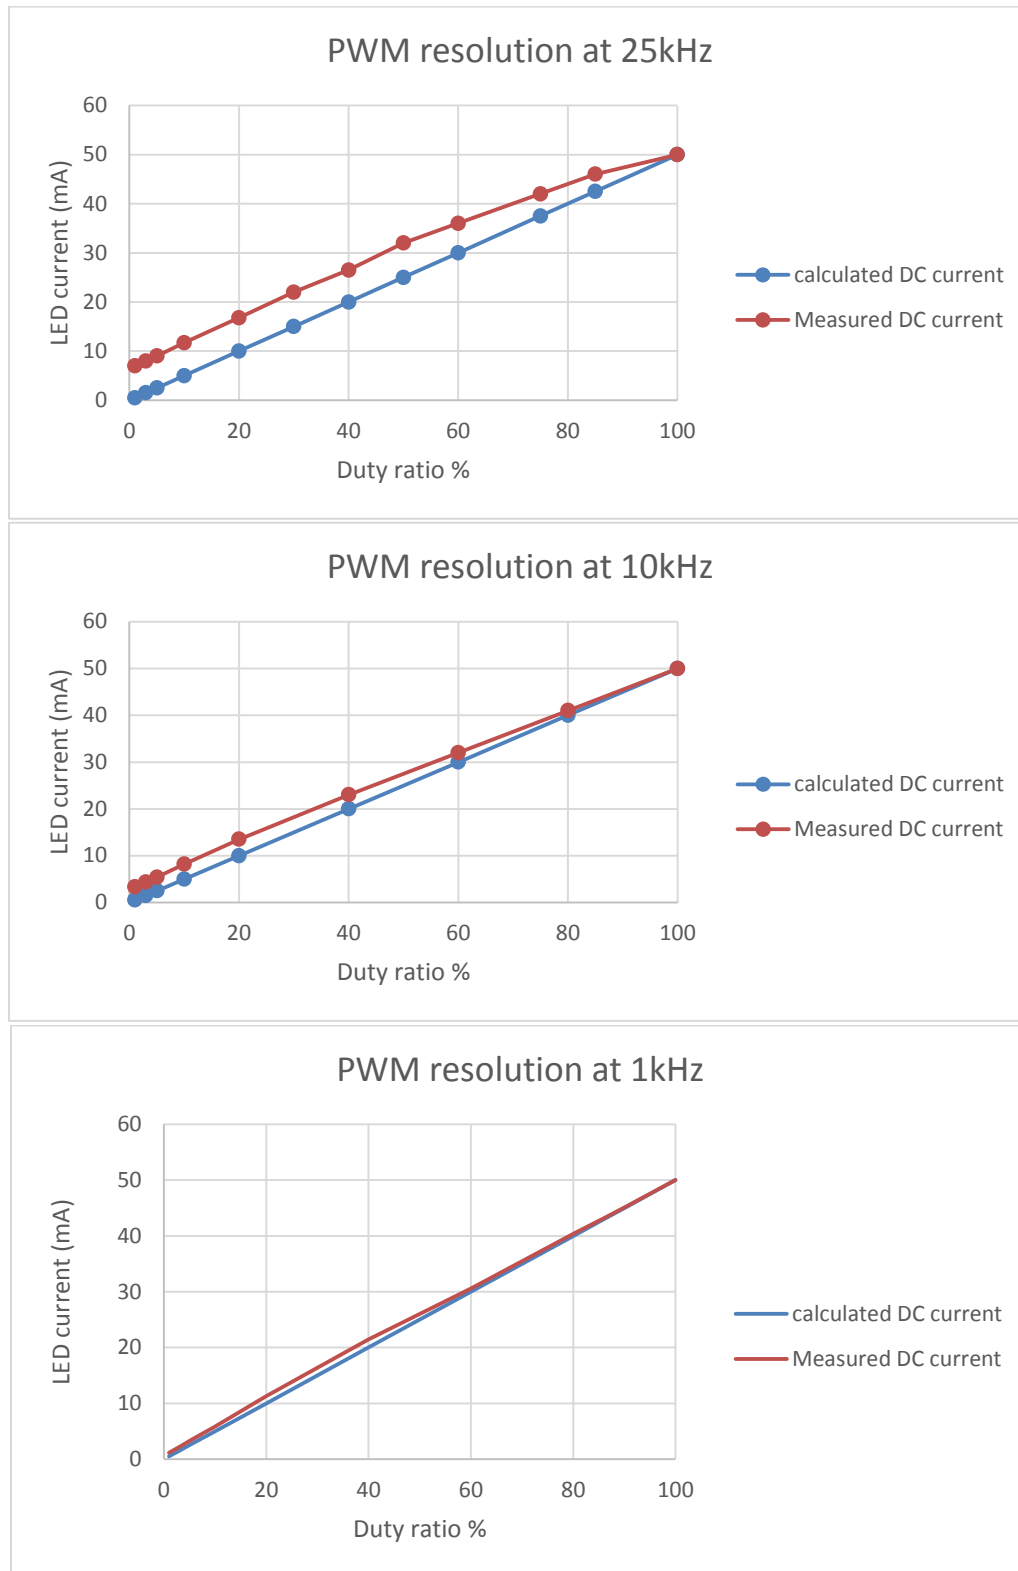 PWM resolution at 25kHz
60
50
40
30
20
10
0
LED current (mA)
0 20 40 60 80 100
Duty ratio %
calculated DC current
Measured DC current
PWM resolution at 10kHz
60
50
40
30
20
10
0
LED current (mA)
0 20 40 60 80 100
Duty ratio %
calculated DC current
Measured DC current
PWM resolution at 1kHz
60
50
40
30
20
10
0
LED current (mA)
0 20 40 60 80 100
Duty ratio %
calculated DC current
Measured DC current